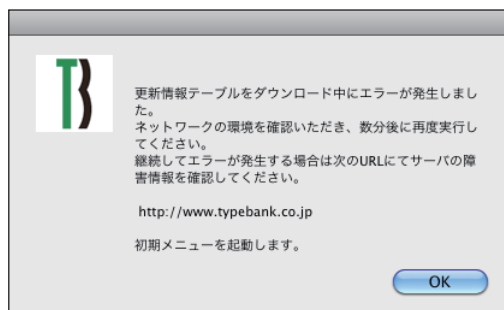 TB
更新情報テーブルをダウンロード中にエラーが発生しまし
た。
ネットワークの環境を確認いただき、数分後に再度実行し
てください。
継続してエラーが発生する場合は次のURLにてサーバの障
害情報を確認してください。
http://www.typebank.co.jp
初期メニューを起動します。
OK